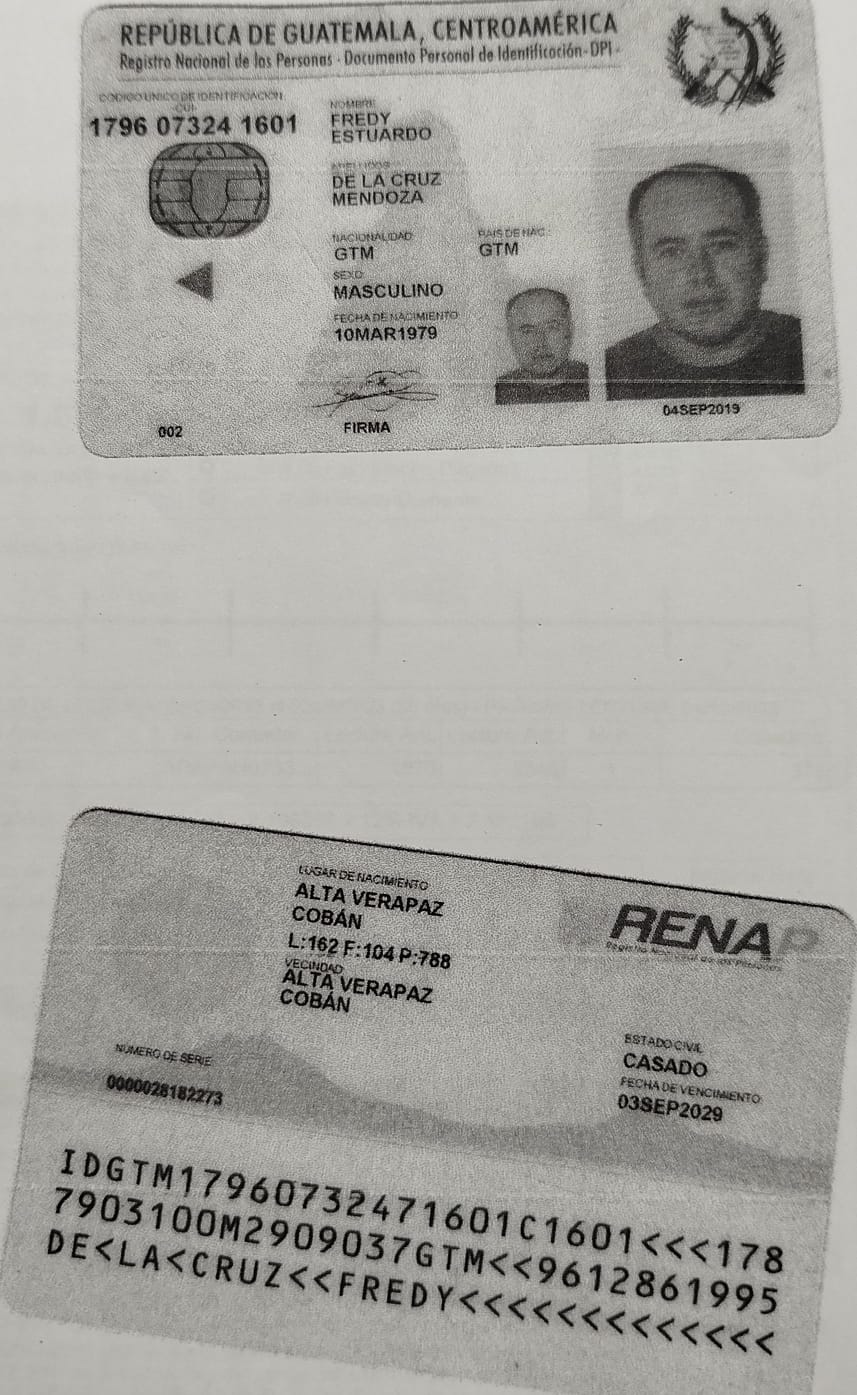 REPÚBLICA DE GUATEMALA, CENTROAMÉRICA
Registro Nacional de las Personas - Documento Personal de Identificación - DPI -
CÓDIGO ÚNICO DE IDENTIFICACIÓN
CUI
1796 07324 1601
NOMBRE
FREDY
ESTUARDO
APELLIDOS
DE LA CRUZ
MENDOZA
NACIONALIDAD
GTM
PAÍS DE NAC.:
GTM
SEXO
MASCULINO
FECHA DE NACIMIENTO
10MAR1979
FIRMA
002
04SEP2019
LUGAR DE NACIMIENTO
ALTA VERAPAZ
COBÁN
L:162 F:104 P:788
VECINDAD
ALTA VERAPAZ
COBÁN
RENAP
Registro Nacional de las Personas
NÚMERO DE SERIE
0000028182273
ESTADO CIVIL
CASADO
FECHA DE VENCIMIENTO
03SEP2029
IDGTM17960732471601C1601<<<178
7903100M2909037GTM<<9612861995
DE<LA<CRUZ<<FREDY<<<<<<<<<<<<<